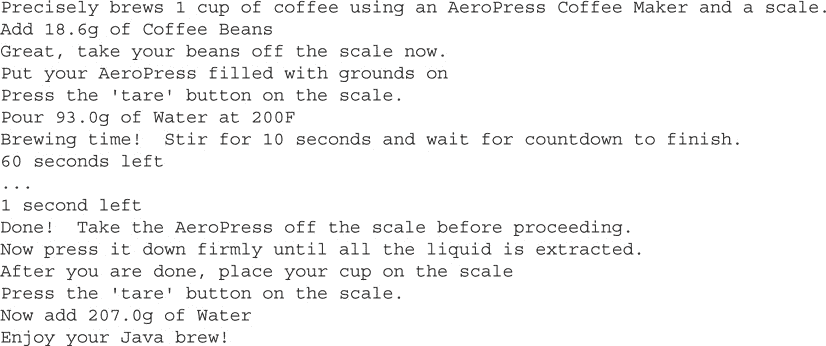 Precisely brews 1 cup of coffee using an AeroPress Coffee Maker and a scale.
Add 18.6g of Coffee Beans
Great, take your beans off the scale now.
Put your AeroPress filled with grounds on
Press the 'tare' button on the scale.
Pour 93.0g of Water at 200F
Brewing time!  Stir for 10 seconds and wait for countdown to finish.
60 seconds left
...
1 second left
Done!  Take the AeroPress off the scale before proceeding.
Now press it down firmly until all the liquid is extracted.
After you are done, place your cup on the scale
Press the 'tare' button on the scale.
Now add 207.0g of Water
Enjoy your Java brew!